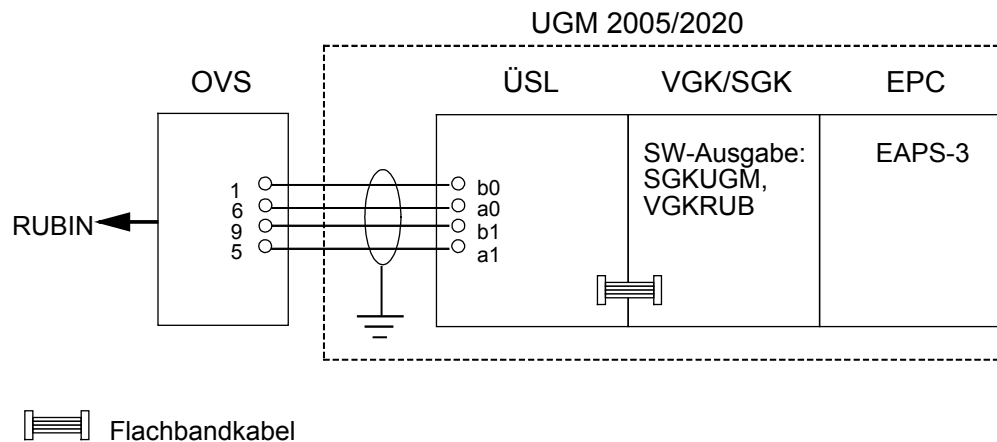 UGM 2005/2020
OVS
ÜSL
VGK/SGK
EPC
SW-Ausgabe:
SGKUGM,
VGKRUB
EAPS-3
RUBIN
1
6
9
5
b0
a0
b1
a1
Flachbandkabel